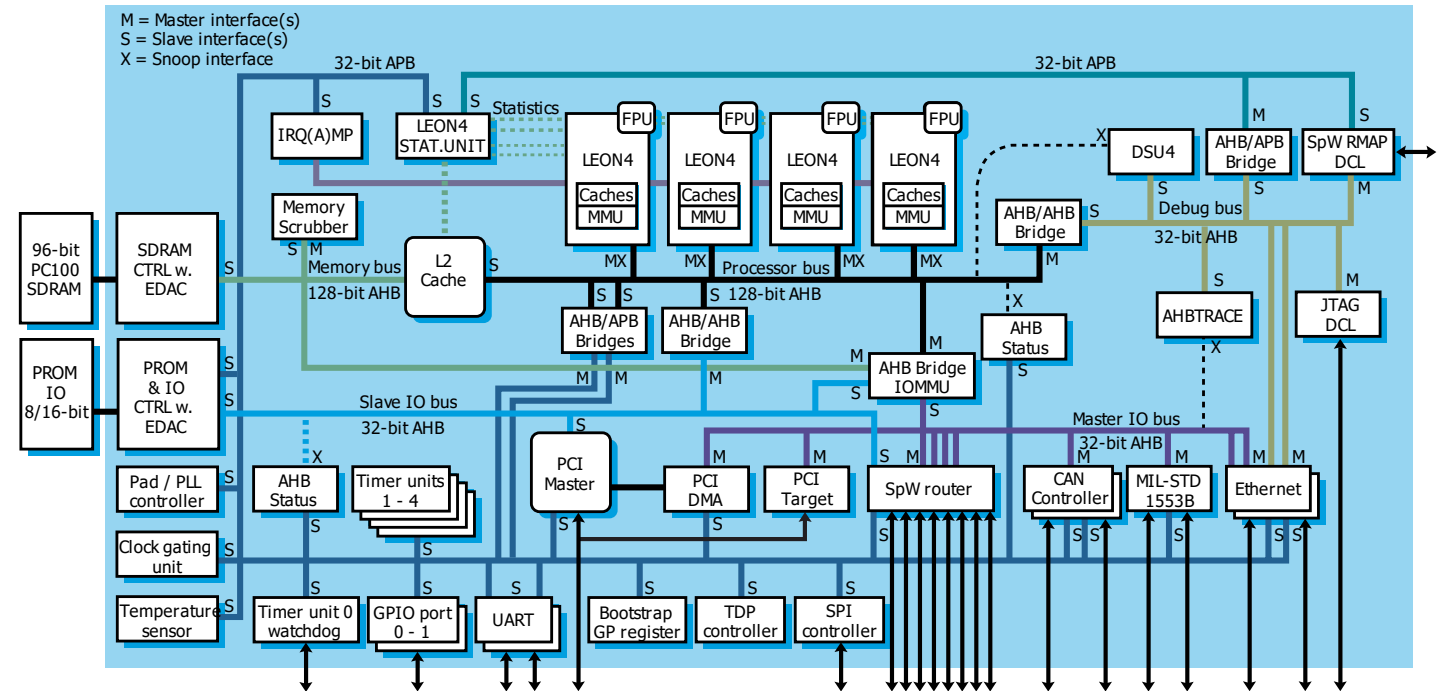 M = Master interface(s)
S = Slave interface(s)
X = Snoop interface
32-bit APB
32-bit APB
S
S
S
Statistics
M
S
IRQ(A)MP
LEON4
STAT.UNIT
FPU
LEON4
Caches
MMU
FPU
LEON4
Caches
MMU
FPU
LEON4
Caches
MMU
FPU
LEON4
Caches
MMU
X
DSU4
S
AHB/APB
Bridge
S
SpW RMAP
DCL
M
Memory
Scrubber
S
M
AHB/AHB
Bridge
S
M
Debug bus
32-bit AHB
96-bit
PC100
SDRAM
SDRAM
CTRL w.
EDAC
S
Memory bus
128-bit AHB
L2
Cache
S
MX
MX
MX
MX
Processor bus
128-bit AHB
S
S
S
X
S
M
AHB/APB
Bridges
M
M
AHB/AHB
Bridge
M
M
M
AHB Bridge
IOMMU
S
S
AHB
Status
S
AHBTRACE
X
JTAG
DCL
PROM
IO
8/16-bit
PROM
& IO
CTRL w.
EDAC
S
S
Slave IO bus
32-bit AHB
Master IO bus
32-bit AHB
X
AHB
Status
S
Timer units
1 - 4
S
S
PCI
Master
S
M
PCI
DMA
S
M
PCI
Target
S
M
SpW router
S
M
CAN
Controller
S
S
M
MIL-STD
1553B
S
M
M
M
M
Ethernet
S
S
Pad / PLL
controller
S
Clock gating
unit
S
Temperature
sensor
S
S
Timer unit 0
watchdog
S
GPIO port
0 - 1
S
S
UART
S
Bootstrap
GP register
S
TDP
controller
S
SPI
controller